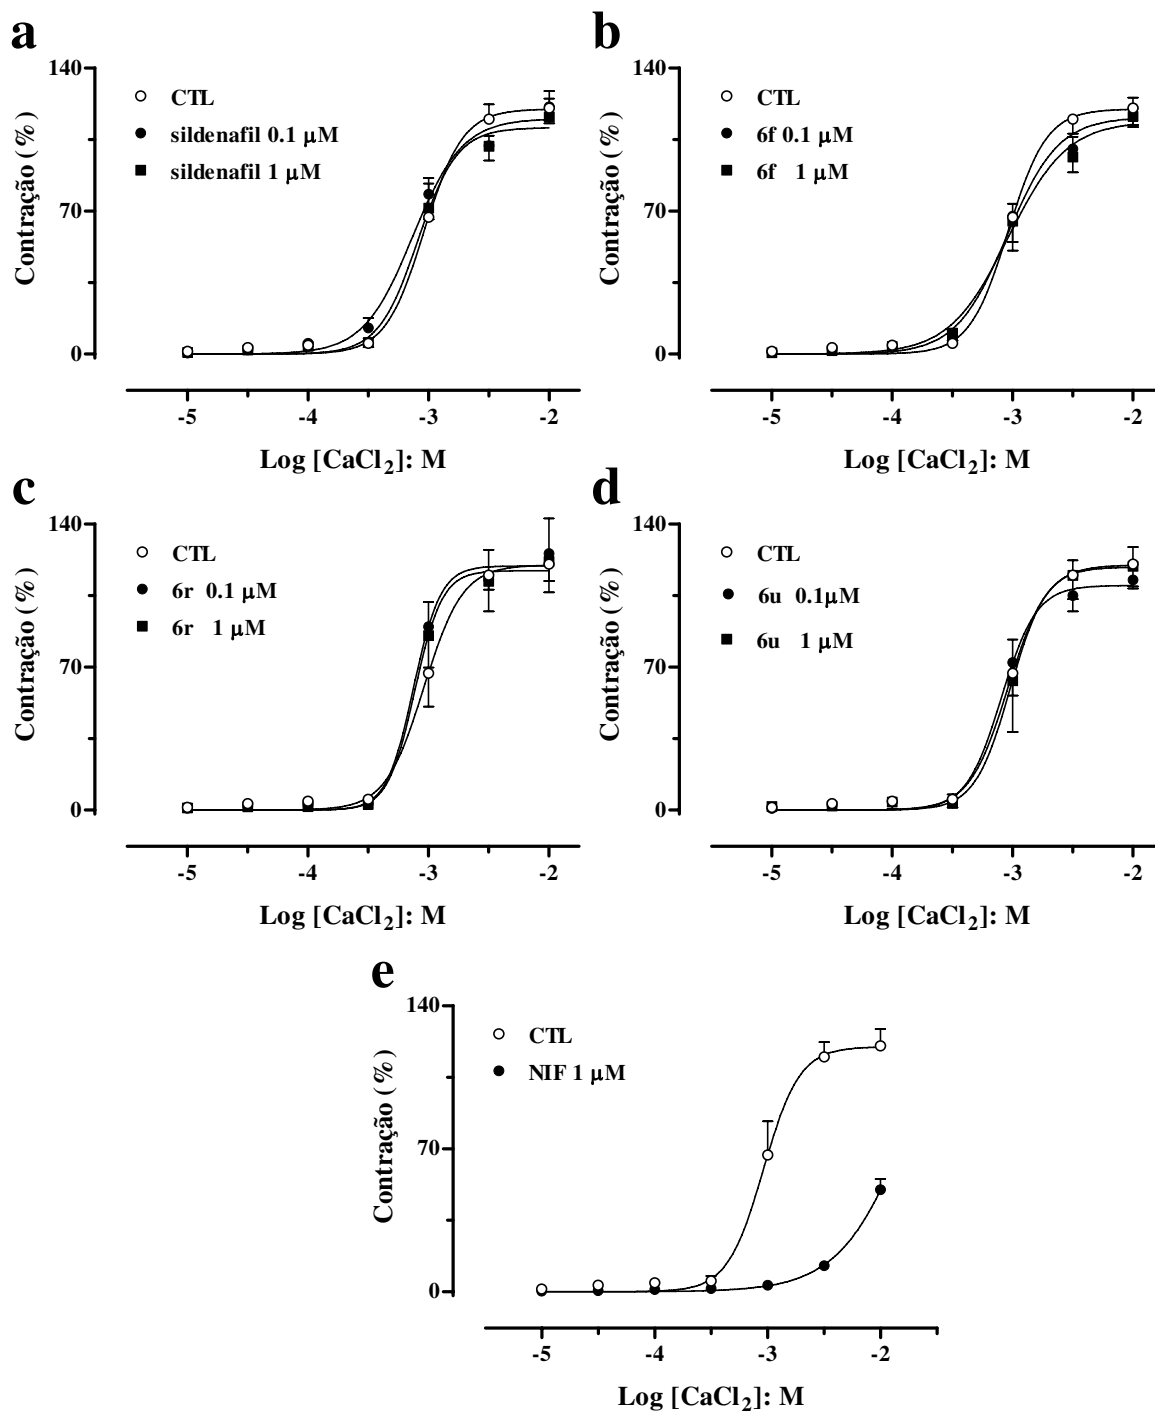 a
140
Contração (%)
70
0
CTL
sildenafil 0.1 μM
sildenafil 1 μM
-5 -4 -3 -2
Log [CaCl2]: M
b
140
Contração (%)
70
0
CTL
6f 0.1 μM
6f 1 μM
-5 -4 -3 -2
Log [CaCl2]: M
c
140
Contração (%)
70
0
CTL
6r 0.1 μM
6r 1 μM
-5 -4 -3 -2
Log [CaCl2]: M
d
140
Contração (%)
70
0
CTL
6u 0.1μM
6u 1 μM
-5 -4 -3 -2
Log [CaCl2]: M
e
140
Contração (%)
70
0
CTL
NIF 1 μM
-5 -4 -3 -2
Log [CaCl2]: M